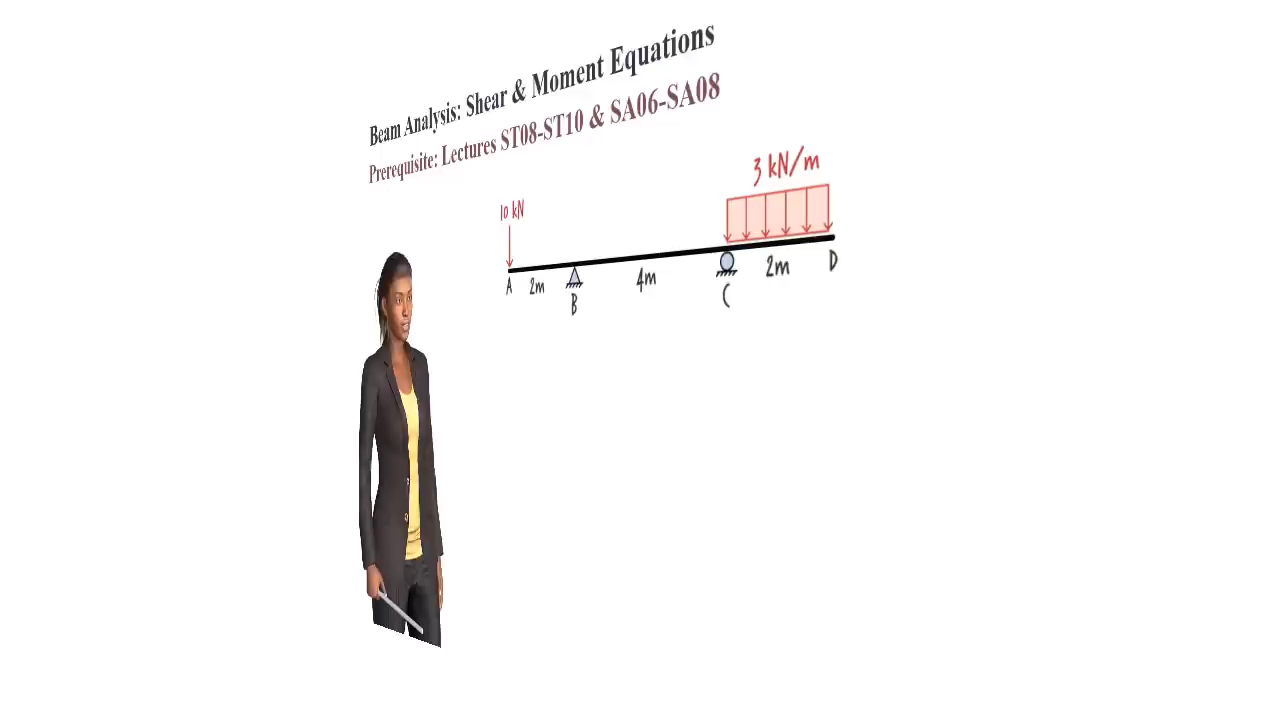 Beam Analysis: Shear & Moment Equations
Prerequisite: Lectures ST08-ST10 & SA06-SA08
3 kN/m
10 kN
A 2m B 4m C 2m D